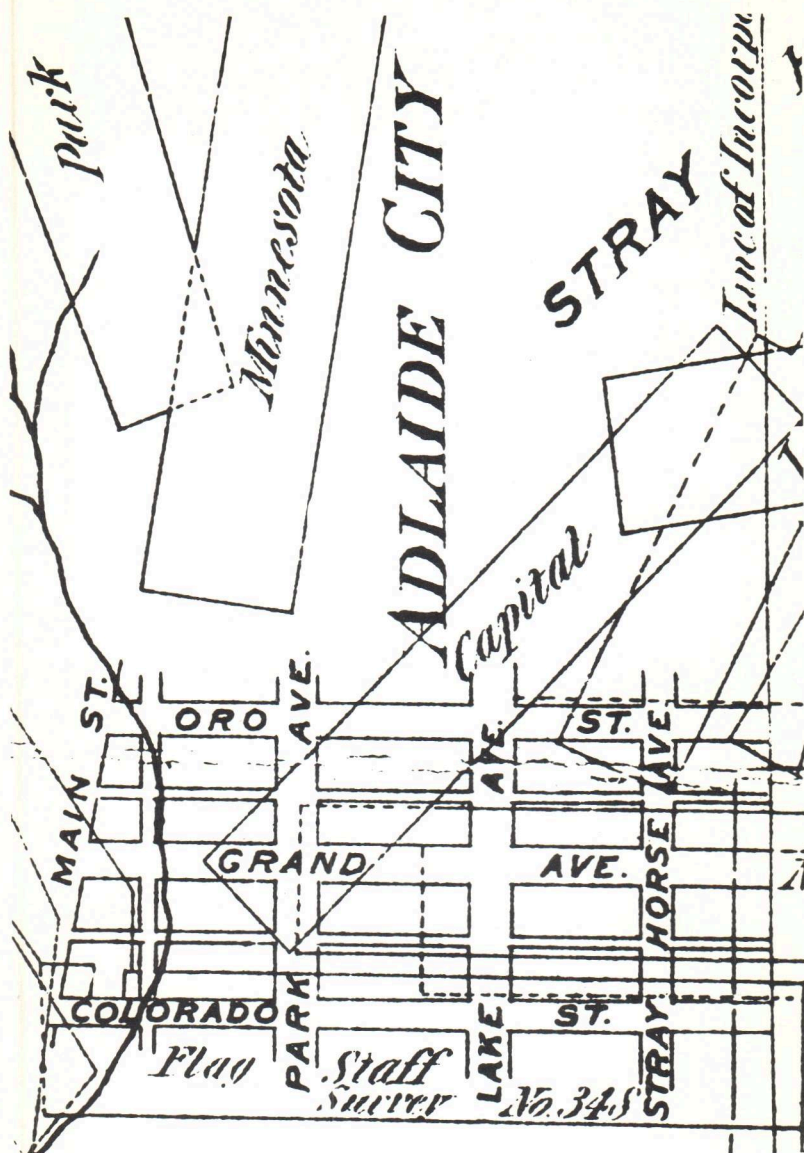 Park
Minnesota
ADLAIDE CITY
STRAY
Line of Incorp
Capital
MAIN ST.
ORO ST.
PARK AVE.
LAKE AVE.
STRAY HORSE AVE.
GRAND AVE.
COLORADO ST.
Flag Staff
Survey No. 348